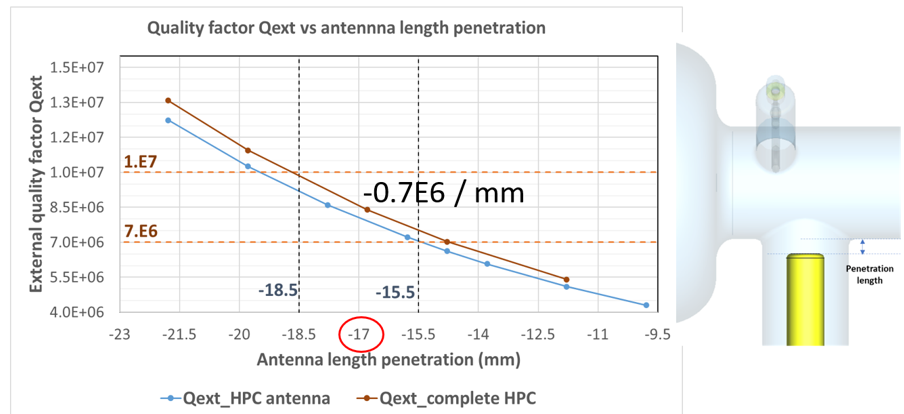 Quality factor Qext vs antennna length penetration
External quality factor Qext
1.5E+07
1.3E+07
1.2E+07
1.0E+07
8.5E+06
7.0E+06
5.5E+06
4.0E+06
1.E7
-0.7E6 / mm
7.E6
-18.5
-15.5
-23
-21.5
-20
-18.5
-17
-15.5
-14
-12.5
-11
-9.5
Antenna length penetration (mm)
Qext_HPC antenna
Qext_complete HPC
Penetration
length